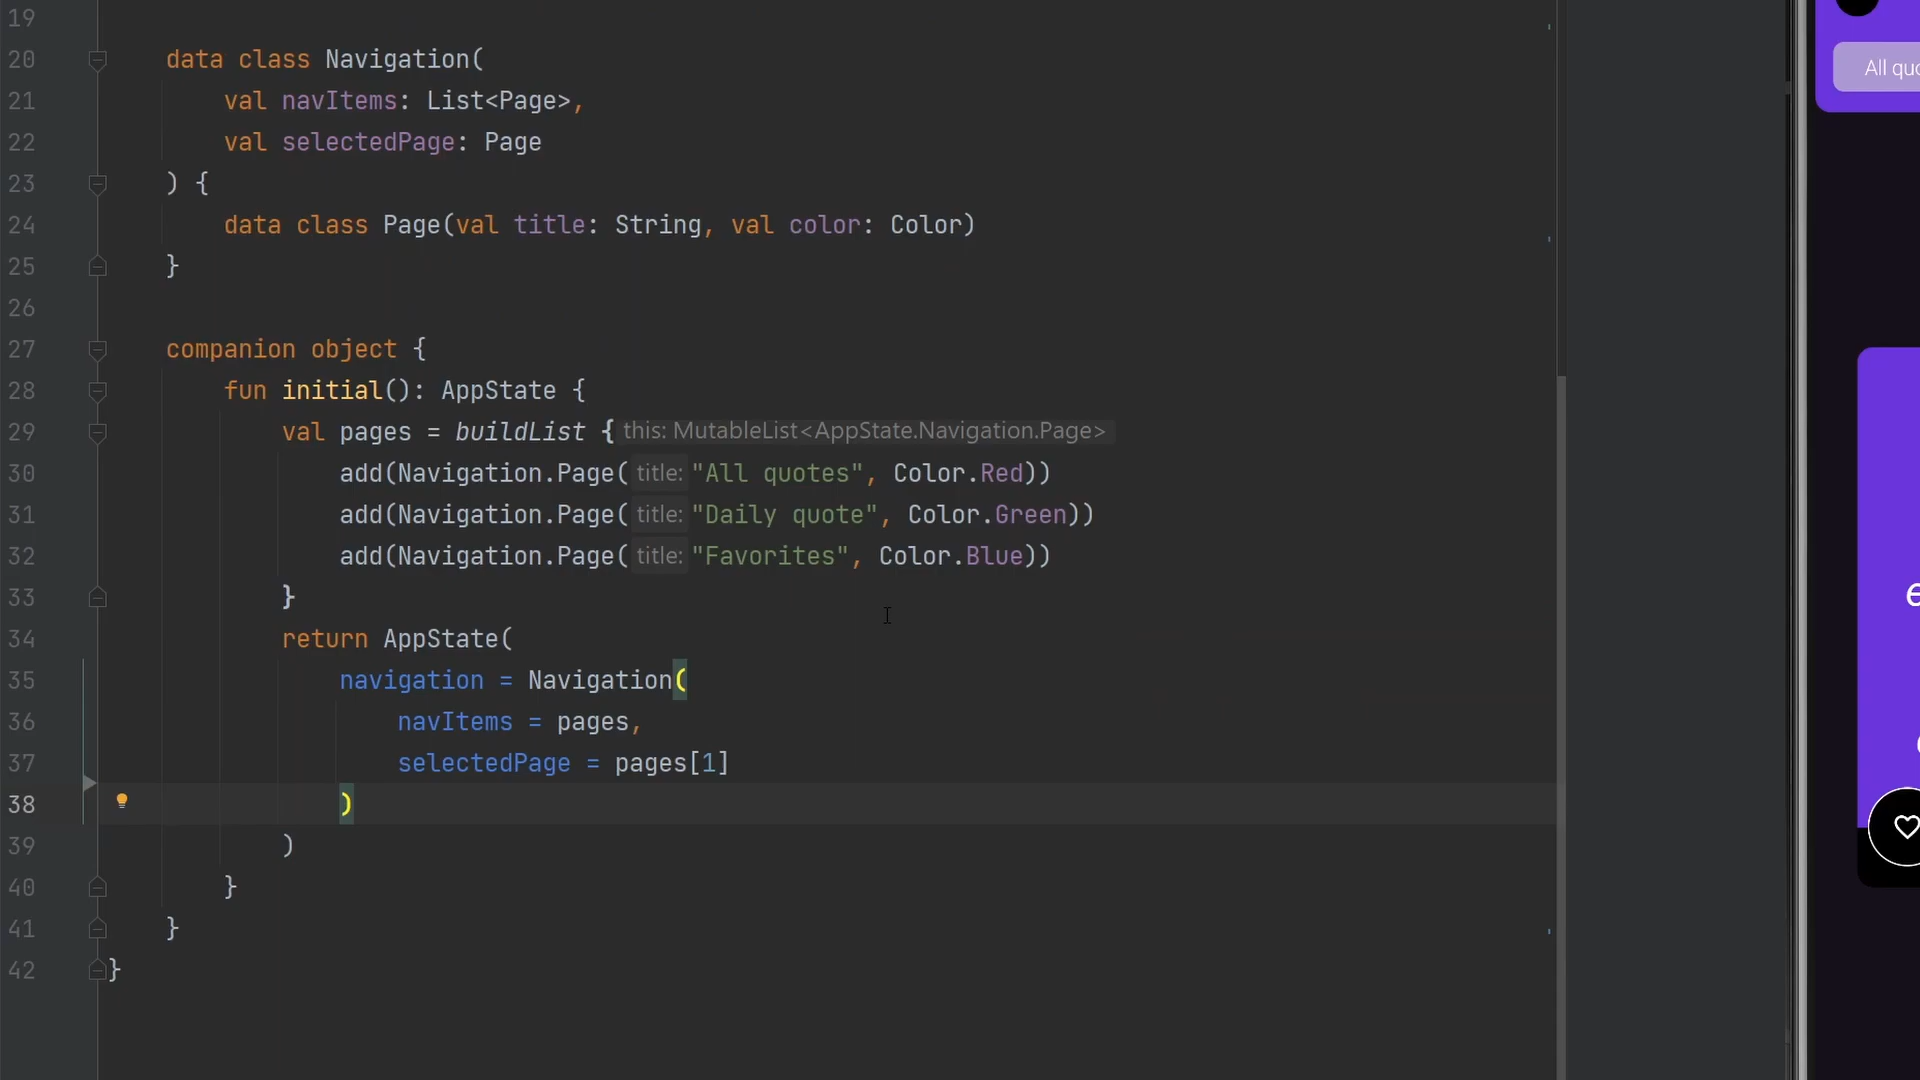 19
20 data class Navigation(
21 val navItems: List<Page>,
22 val selectedPage: Page
23 ) {
24 data class Page(val title: String, val color: Color)
25 }
26
27 companion object {
28 fun initial(): AppState {
29 val pages = buildList { this: MutableList<AppState.Navigation.Page>
30 add(Navigation.Page( title: "All quotes", Color.Red))
31 add(Navigation.Page( title: "Daily quote", Color.Green))
32 add(Navigation.Page( title: "Favorites", Color.Blue))
33 }
34 return AppState(
35 navigation = Navigation(
36 navItems = pages,
37 selectedPage = pages[1]
38 )
39 )
40 }
41 }
42 }
All quo